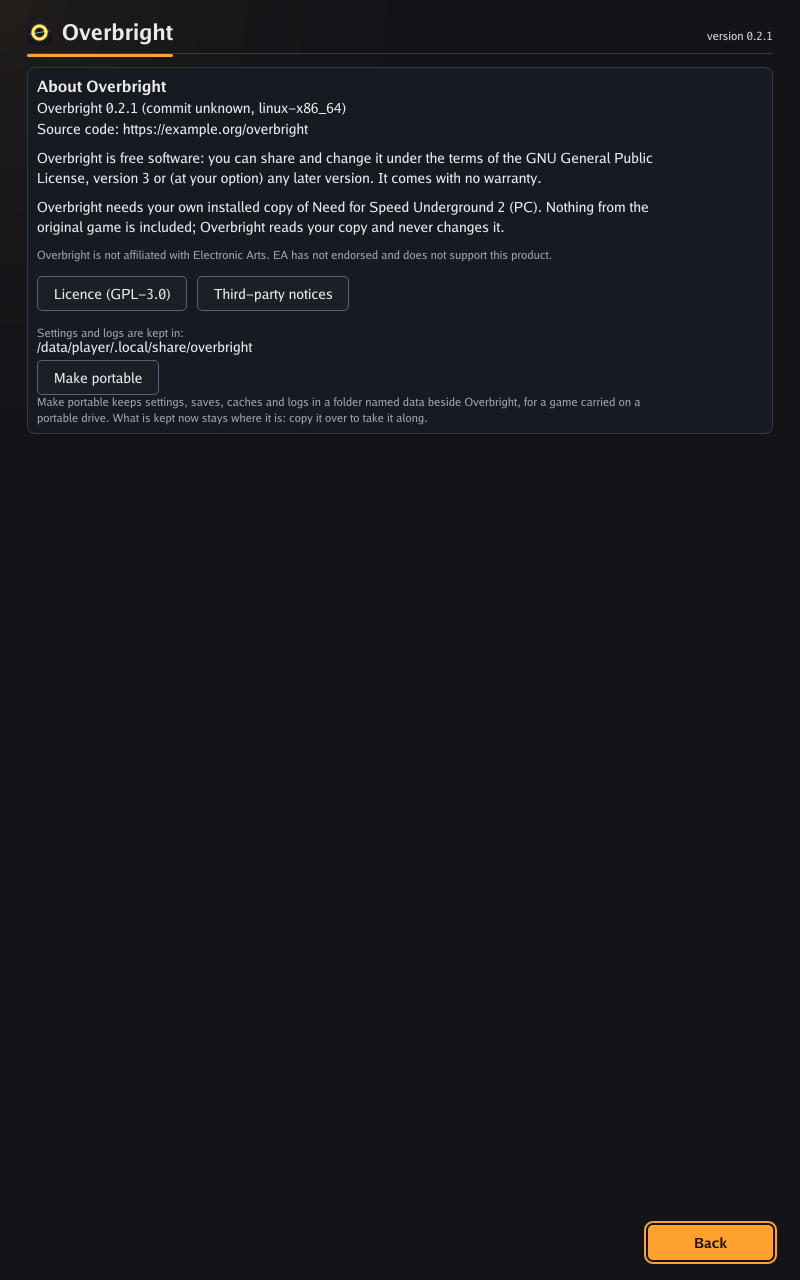 Overbright
version 0.2.1
About Overbright
Overbright 0.2.1 (commit unknown, linux-x86_64)
Source code: https://example.org/overbright
Overbright is free software: you can share and change it under the terms of the GNU General Public
License, version 3 or (at your option) any later version. It comes with no warranty.
Overbright needs your own installed copy of Need for Speed Underground 2 (PC). Nothing from the
original game is included; Overbright reads your copy and never changes it.
Overbright is not affiliated with Electronic Arts. EA has not endorsed and does not support this product.
Licence (GPL-3.0)
Third-party notices
Settings and logs are kept in:
/data/player/.local/share/overbright
Make portable
Make portable keeps settings, saves, caches and logs in a folder named data beside Overbright, for a game carried on a
portable drive. What is kept now stays where it is: copy it over to take it along.
Back